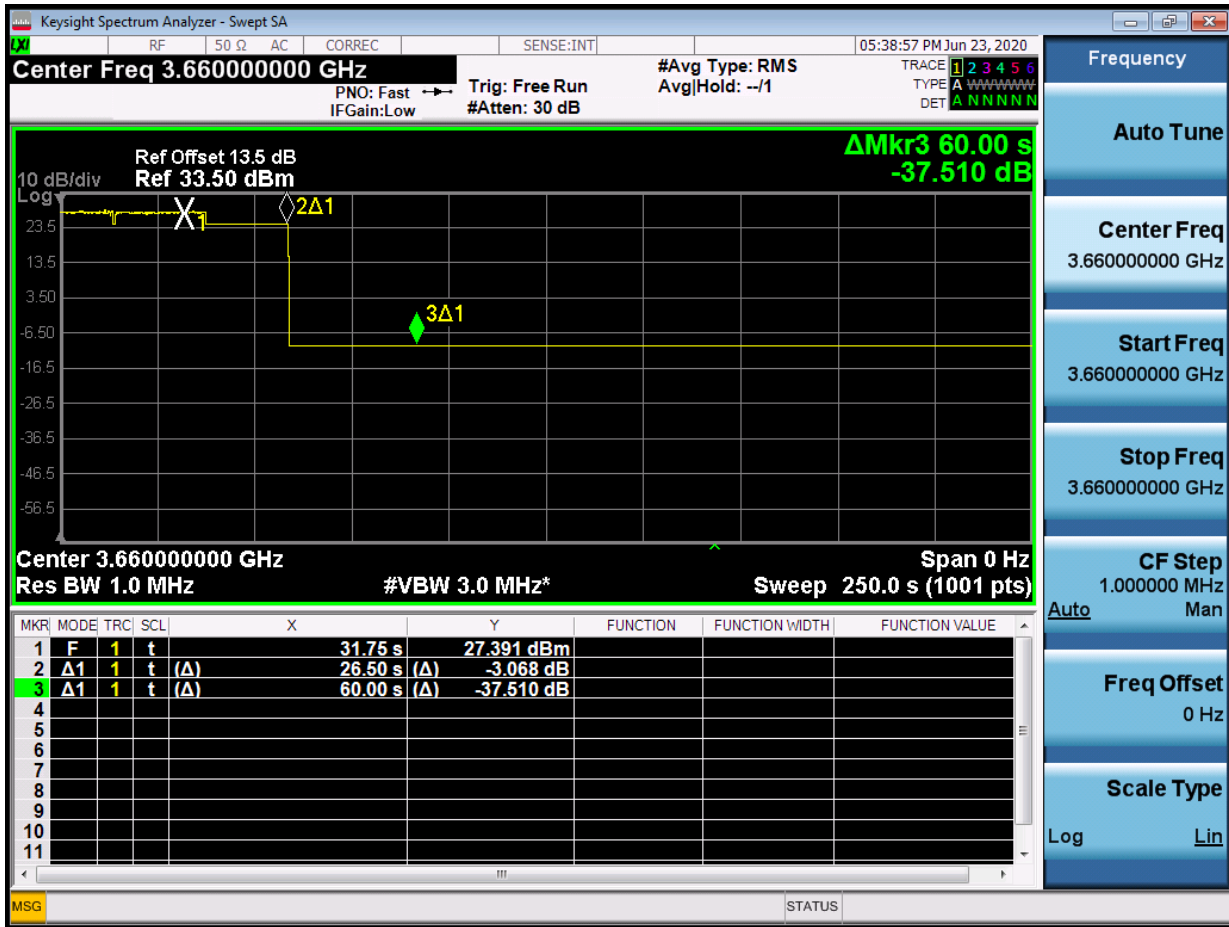 Keysight Spectrum Analyzer - Swept SA
LXI RF 50 Ω AC CORREC SENSE:INT 05:38:57 PM Jun 23, 2020
Center Freq 3.660000000 GHz
PNO: Fast
IFGain:Low
Trig: Free Run
#Atten: 30 dB
#Avg Type: RMS
Avg|Hold: --/1
TRACE 1 2 3 4 5 6
TYPE A WWWWW
DET A N N N N N
ΔMkr3 60.00 s
-37.510 dB
Ref Offset 13.5 dB
10 dB/div Ref 33.50 dBm
Log
2Δ1
1
23.5
13.5
3.50
3Δ1
-6.50
-16.5
-26.5
-36.5
-46.5
-56.5
Center 3.660000000 GHz Span 0 Hz
Res BW 1.0 MHz #VBW 3.0 MHz* Sweep 250.0 s (1001 pts)
MKR MODE TRC SCL X Y FUNCTION FUNCTION WIDTH FUNCTION VALUE
1 F 1 t 31.75 s 27.391 dBm
2 Δ1 1 t (Δ) 26.50 s (Δ) -3.068 dB
3 Δ1 1 t (Δ) 60.00 s (Δ) -37.510 dB
4
5
6
7
8
9
10
11
MSG STATUS
Frequency
Auto Tune
Center Freq
3.660000000 GHz
Start Freq
3.660000000 GHz
Stop Freq
3.660000000 GHz
CF Step
1.000000 MHz
Auto Man
Freq Offset
0 Hz
Scale Type
Log Lin